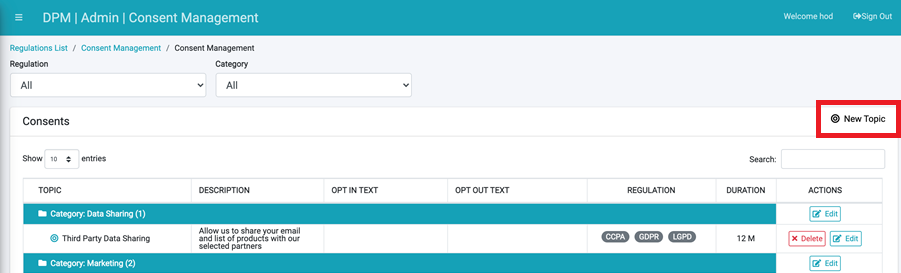 DPM | Admin | Consent Management
Welcome hod
Sign Out
Regulations List / Consent Management / Consent Management
Regulation
Category
All
All
Consents
New Topic
Show 10 entries
Search:
TOPIC DESCRIPTION OPT IN TEXT OPT OUT TEXT REGULATION DURATION ACTIONS
Category: Data Sharing (1)
Edit
Third Party Data Sharing
Allow us to share your email
and list of products with our
selected partners
CCPA GDPR LGPD
12 M
Delete Edit
Category: Marketing (2)
Edit